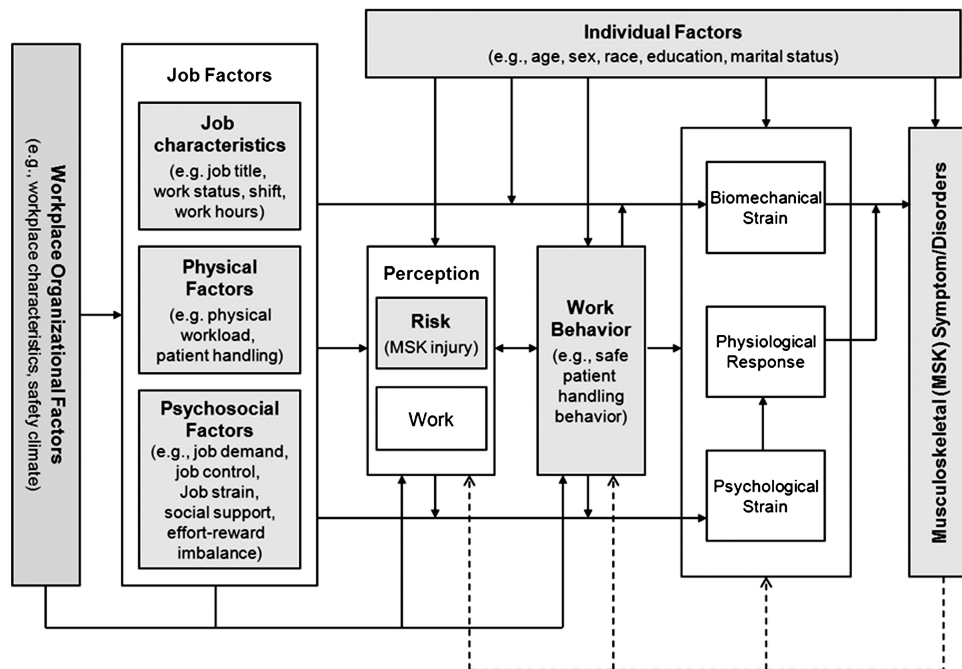 Individual Factors
(e.g., age, sex, race, education, marital status)
Workplace Organizational Factors
(e.g., workplace characteristics, safety climate)
Job Factors
Job
characteristics
(e.g. job title,
work status, shift,
work hours)
Physical
Factors
(e.g. physical
workload,
patient handling)
Psychosocial
Factors
(e.g., job demand,
job control,
Job strain,
social support,
effort-reward
imbalance)
Perception
Risk
(MSK injury)
Work
Work
Behavior
(e.g., safe
patient
handling
behavior)
Biomechanical
Strain
Physiological
Response
Psychological
Strain
Musculoskeletal (MSK) Symptom/Disorders